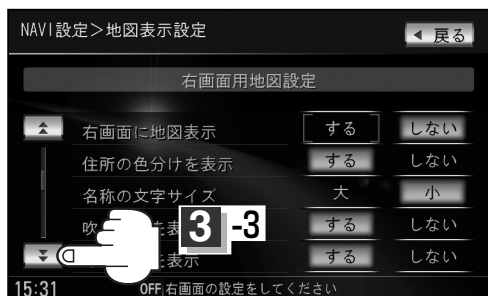 NAVI設定＞地図表示設定
戻る
右画面用地図設定
右画面に地図表示 する しない
住所の色分けを表示 する しない
名称の文字サイズ 大 小
吹 表 する しない
表示 する しない
3 -3
15:31 OFF 右画面の設定をしてください